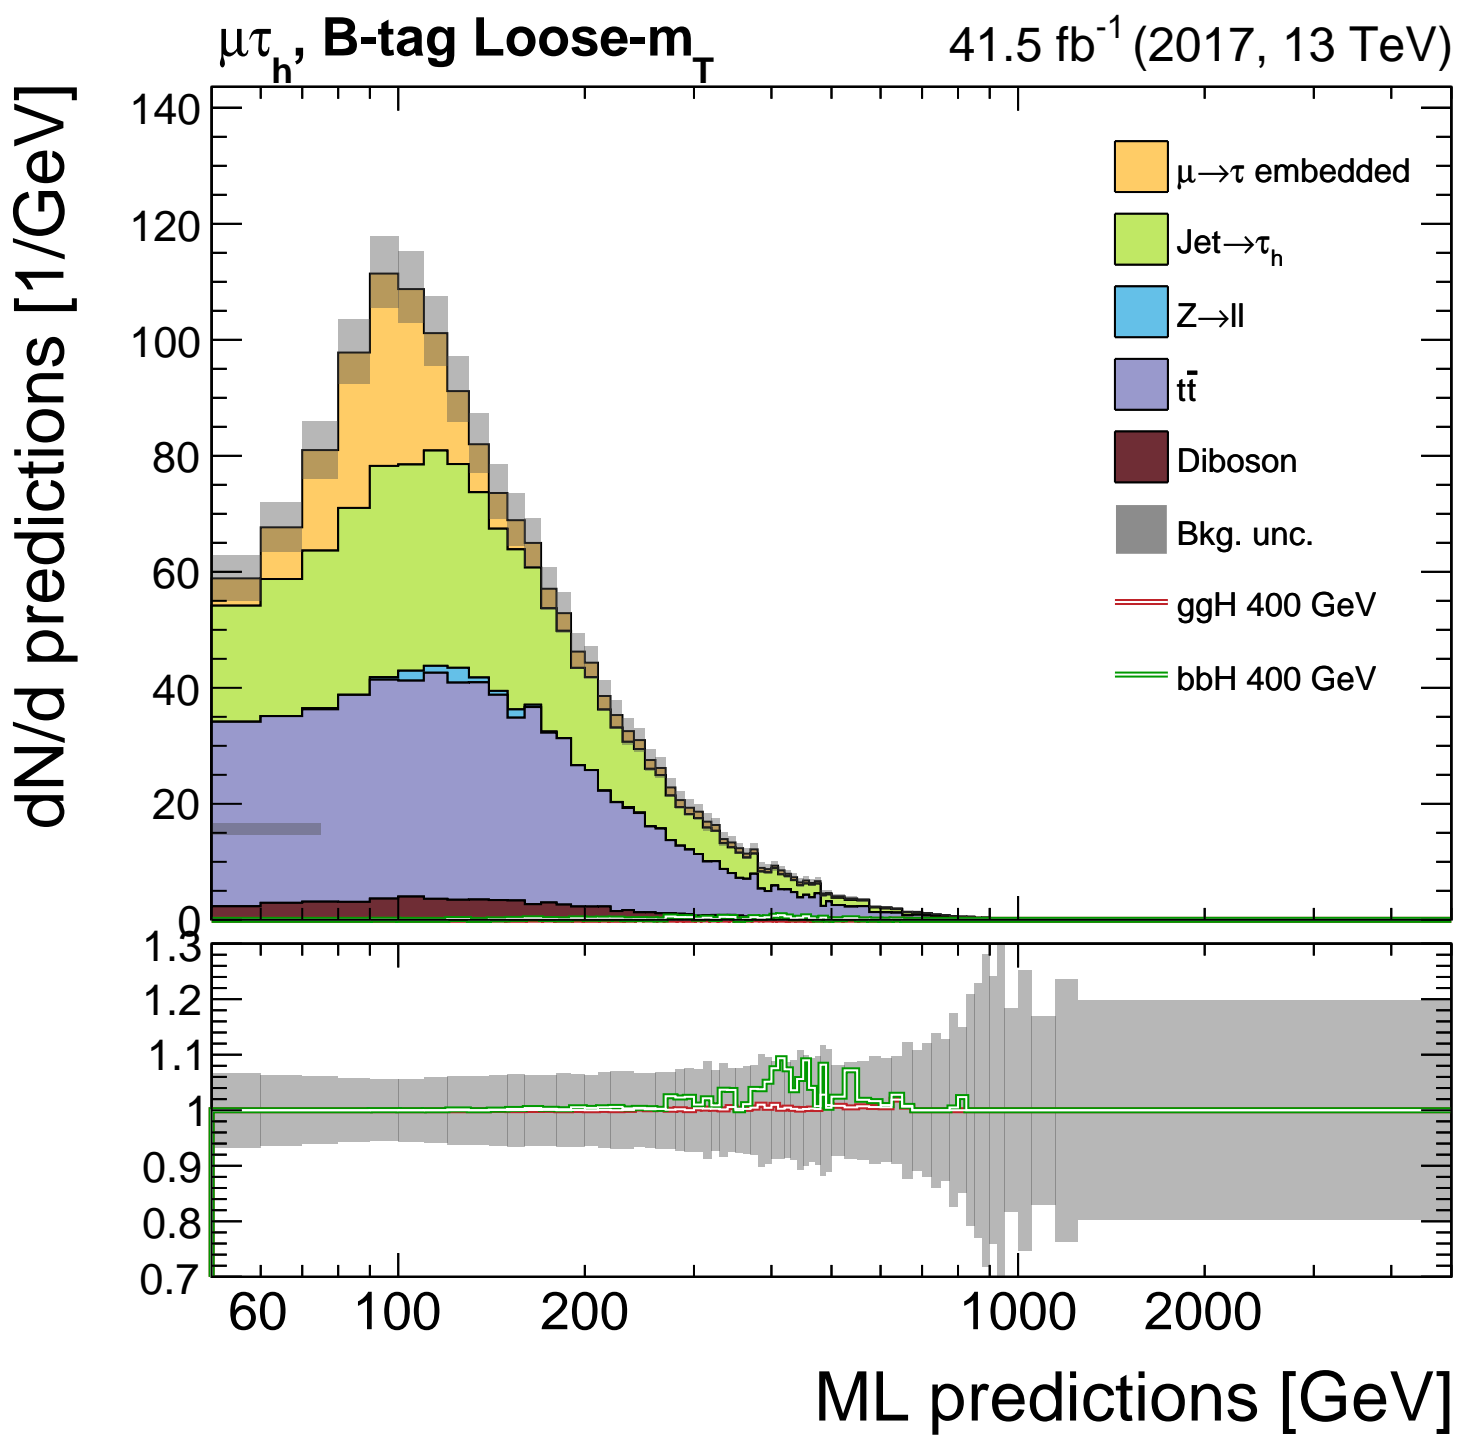 μτh, B-tag Loose-mT
41.5 fb-1 (2017, 13 TeV)
dN/d predictions [1/GeV]
140
120
100
80
60
40
20
0
μ→τ embedded
Jet→τh
Z→ll
tt̄
Diboson
Bkg. unc.
ggH 400 GeV
bbH 400 GeV
1.3
1.2
1.1
1
0.9
0.8
0.7
60 100 200 1000 2000
ML predictions [GeV]